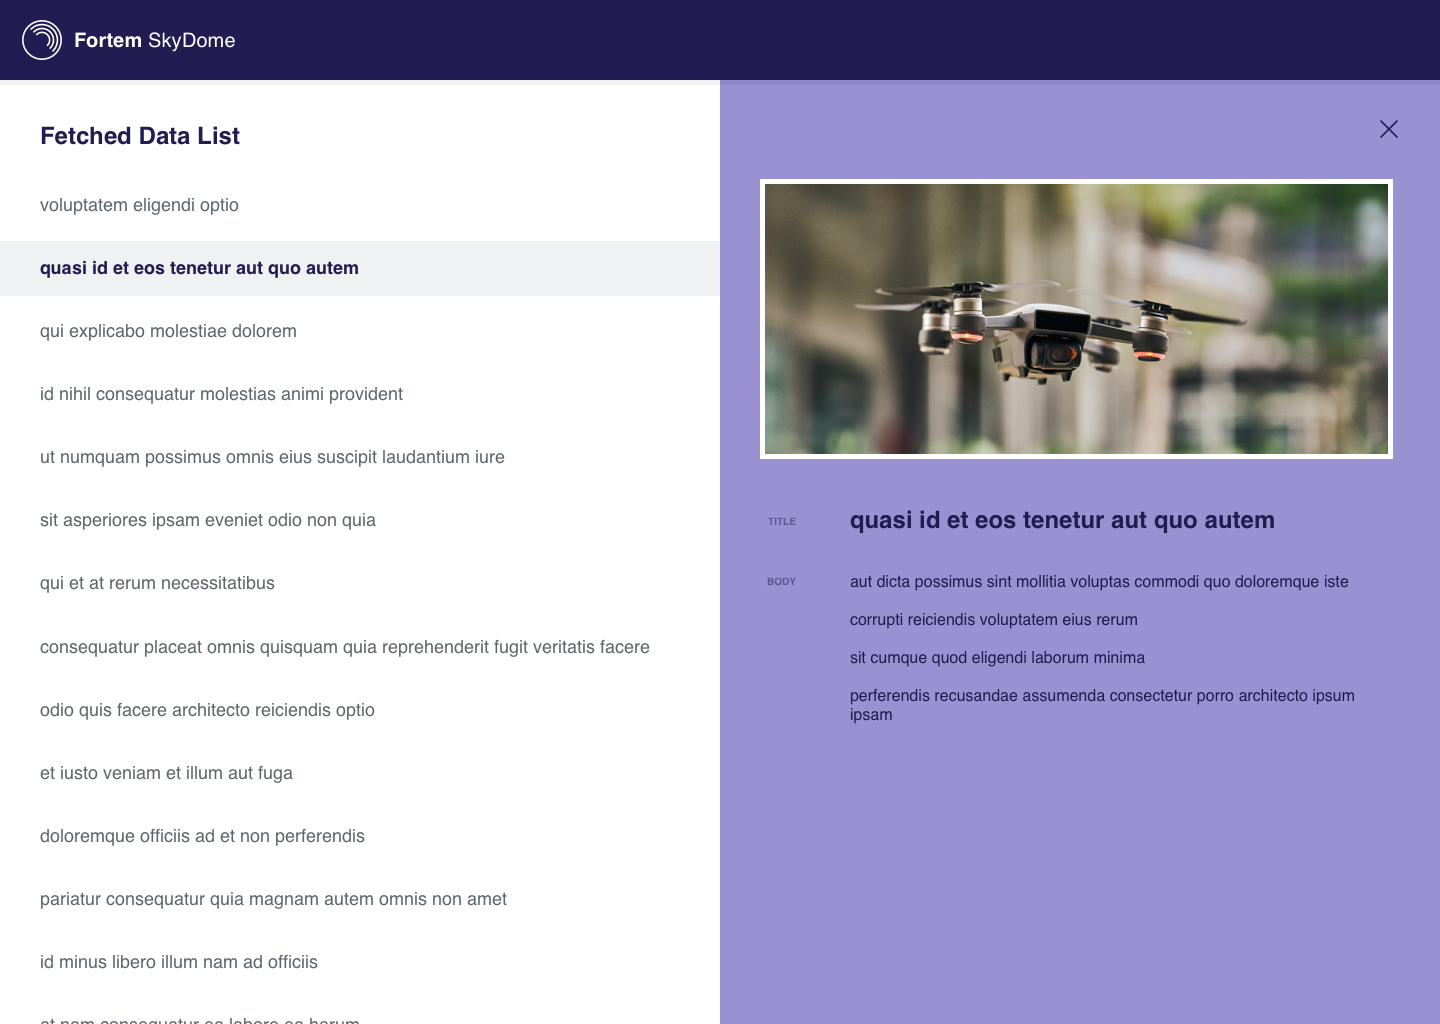 Fortem SkyDome
Fetched Data List
voluptatem eligendi optio
quasi id et eos tenetur aut quo autem
qui explicabo molestiae dolorem
id nihil consequatur molestias animi provident
ut numquam possimus omnis eius suscipit laudantium iure
sit asperiores ipsam eveniet odio non quia
qui et at rerum necessitatibus
consequatur placeat omnis quisquam quia reprehenderit fugit veritatis facere
odio quis facere architecto reiciendis optio
et iusto veniam et illum aut fuga
doloremque officiis ad et non perferendis
pariatur consequatur quia magnam autem omnis non amet
id minus libero illum nam ad officiis
nam consequatur ea labore ea harum
TITLE
quasi id et eos tenetur aut quo autem
BODY
aut dicta possimus sint mollitia voluptas commodi quo doloremque iste
corrupti reiciendis voluptatem eius rerum
sit cumque quod eligendi laborum minima
perferendis recusandae assumenda consectetur porro architecto ipsum
ipsam